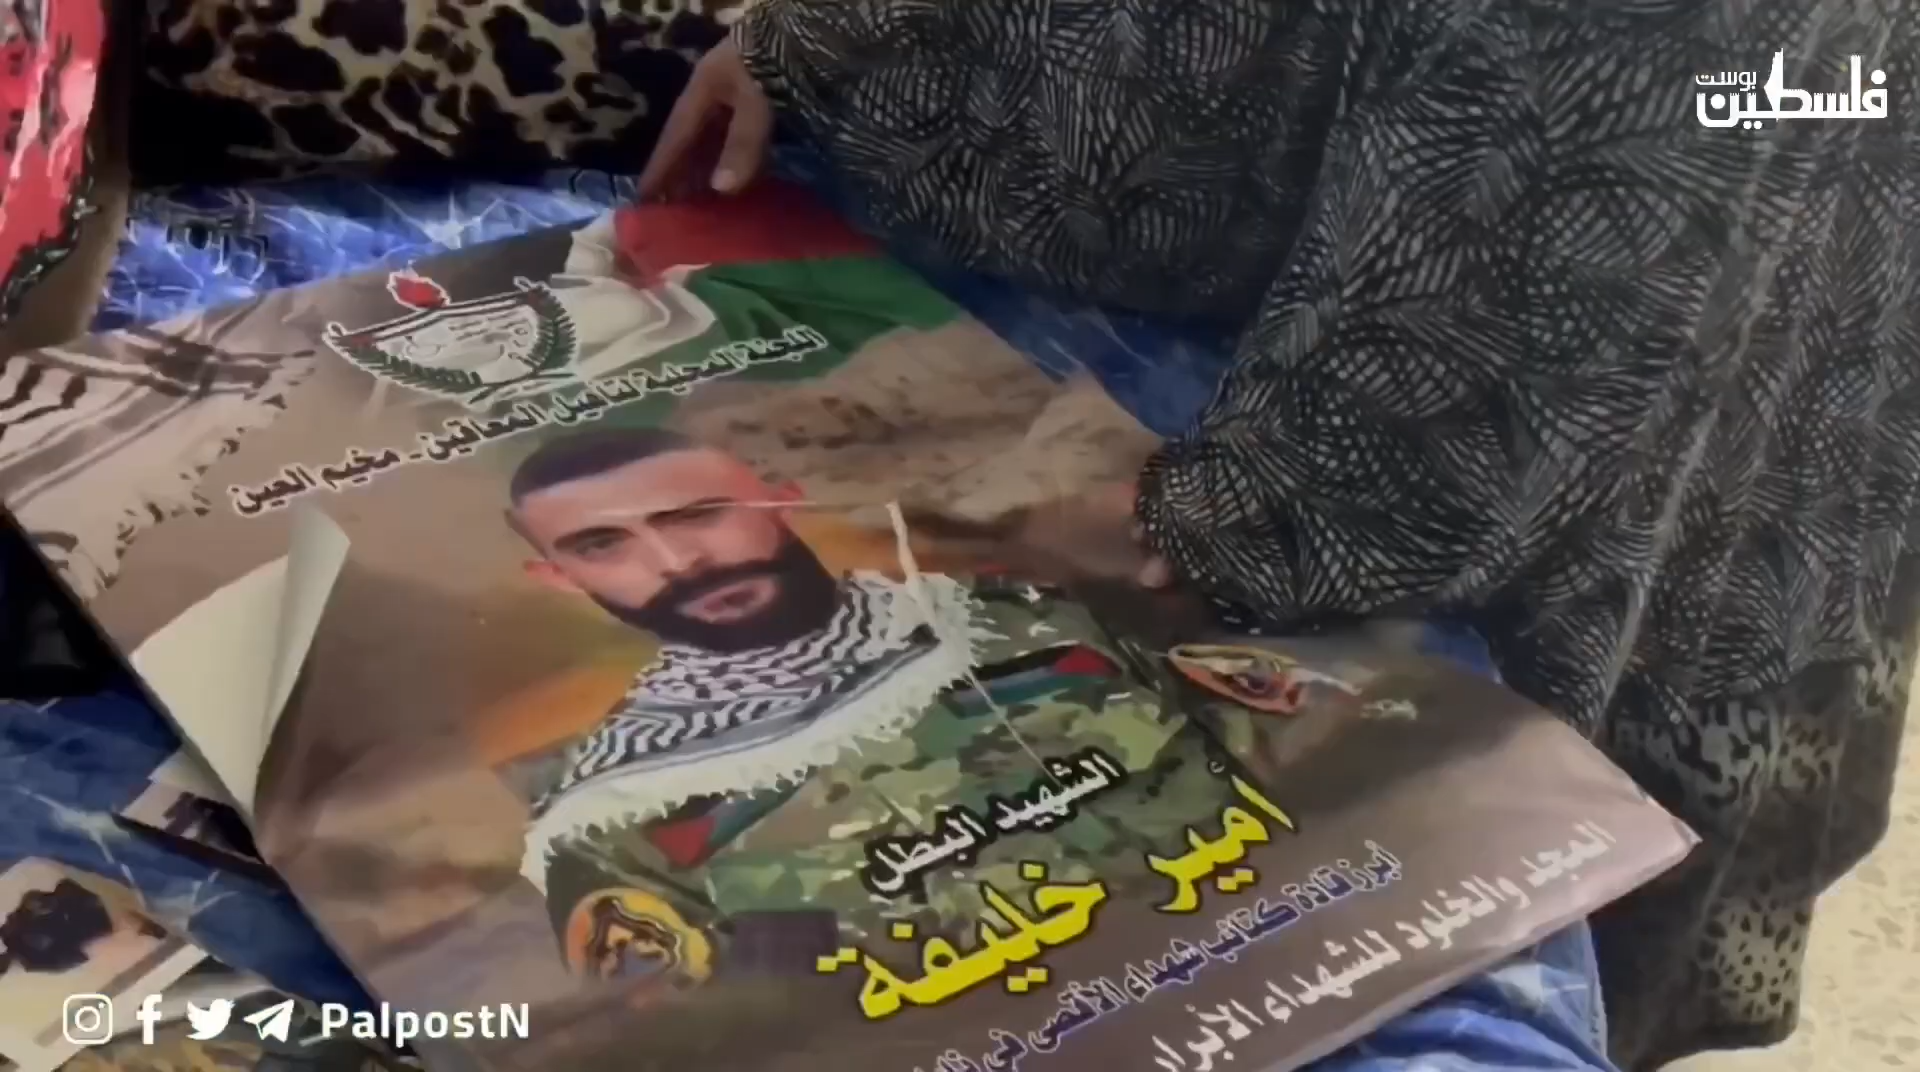 فلسطين بوست
اللجنة المحلية لتأهيل المعاقين - مخيم العين
الشهيد البطل
أمير خليفة
أبرز قادة كتائب شهداء الأقصى في
المجد والخلود للشهداء الأبرار
PalpostN